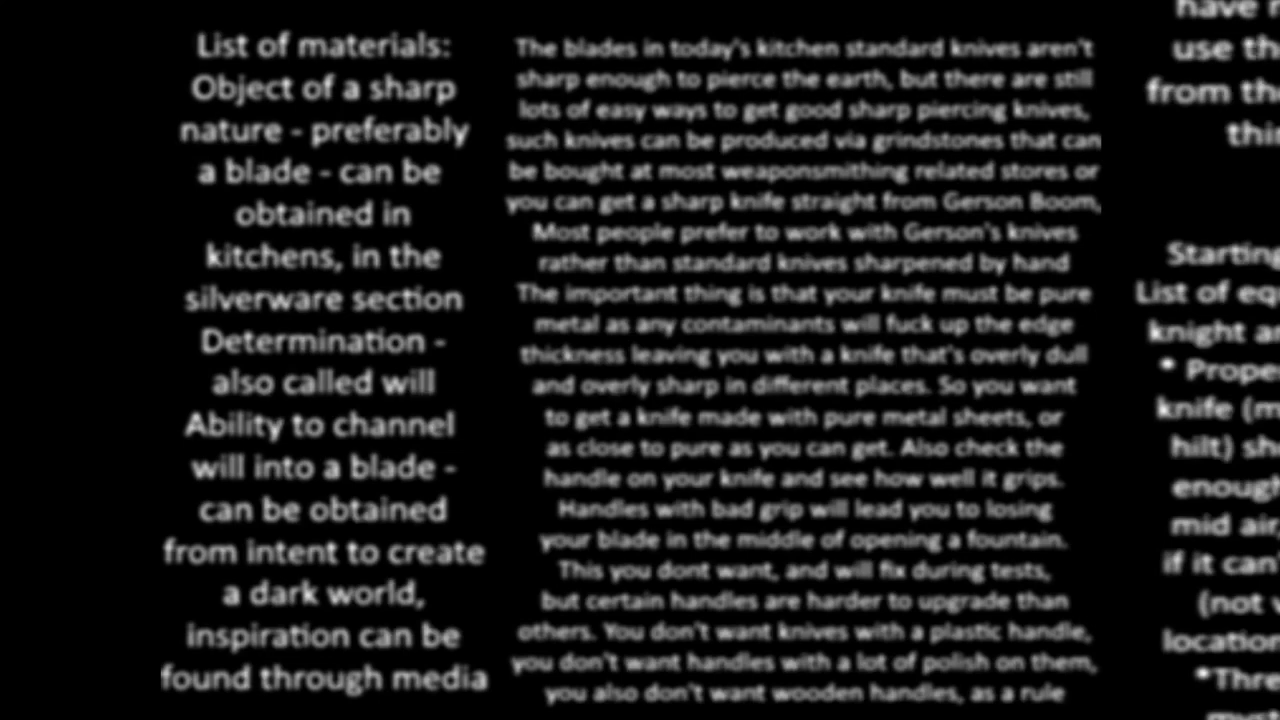 List of materials:
Object of a sharp
nature - preferably
a blade - can be
obtained in
kitchens, in the
silverware section
Determination -
also called will
Ability to channel
will into a blade -
can be obtained
from intent to create
a dark world,
inspiration can be
found through media
The blades in today's kitchen standard knives aren't
sharp enough to pierce the earth, but there are still
lots of easy ways to get good sharp piercing knives,
such knives can be produced via grindstones that can
be bought at most weaponsmithing related stores or
you can get a sharp knife straight from Gerson Boom,
Most people prefer to work with Gerson's knives
rather than standard knives sharpened by hand
The important thing is that your knife must be pure
metal as any contaminants will fuck up the edge
thickness leaving you with a knife that's overly dull
and overly sharp in different places. So you want
to get a knife made with pure metal sheets, or
as close to pure as you can get. Also check the
handle on your knife and see how well it grips.
Handles with bad grip will lead you to losing
your blade in the middle of opening a fountain.
This you dont want, and will fix during tests,
but certain handles are harder to upgrade than
others. You don't want knives with a plastic handle,
you don't want handles with a lot of polish on them,
you also don't want wooden handles, as a rule
have
use
from
Starting
List of
knight
*
knife
hilt)
enough
mid air,
if it
(not